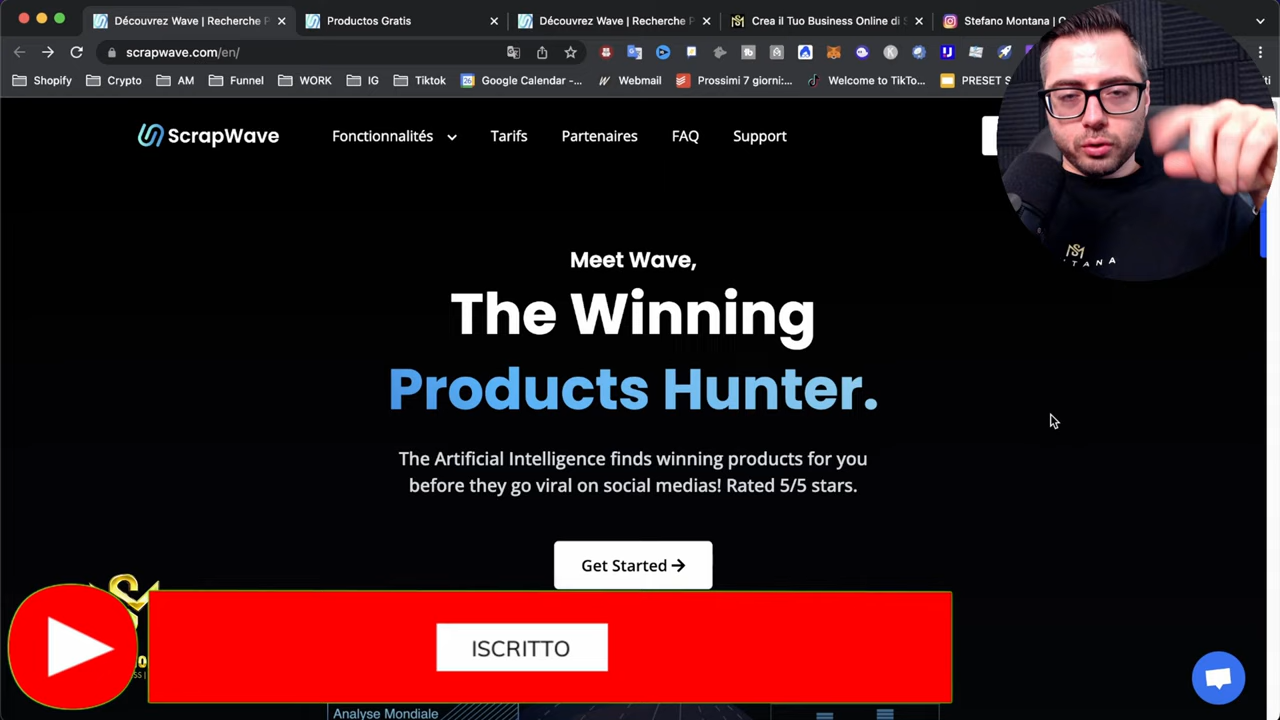 Découvrez Wave | Recherche P
Productos Gratis
Découvrez Wave | Recherche P
Crea il Tuo Business Online di S
Stefano Montana
scrapwave.com/en/
Shopify
Crypto
AM
Funnel
WORK
IG
Tiktok
Google Calendar -...
Webmail
Prossimi 7 giorni:...
Welcome to TikTo...
PRESET S
ScrapWave
Fonctionnalités
Tarifs
Partenaires
FAQ
Support
Meet Wave,
The Winning
Products Hunter.
The Artificial Intelligence finds winning products for you
before they go viral on social medias! Rated 5/5 stars.
Get Started →
ISCRITTO
Analyse Mondiale